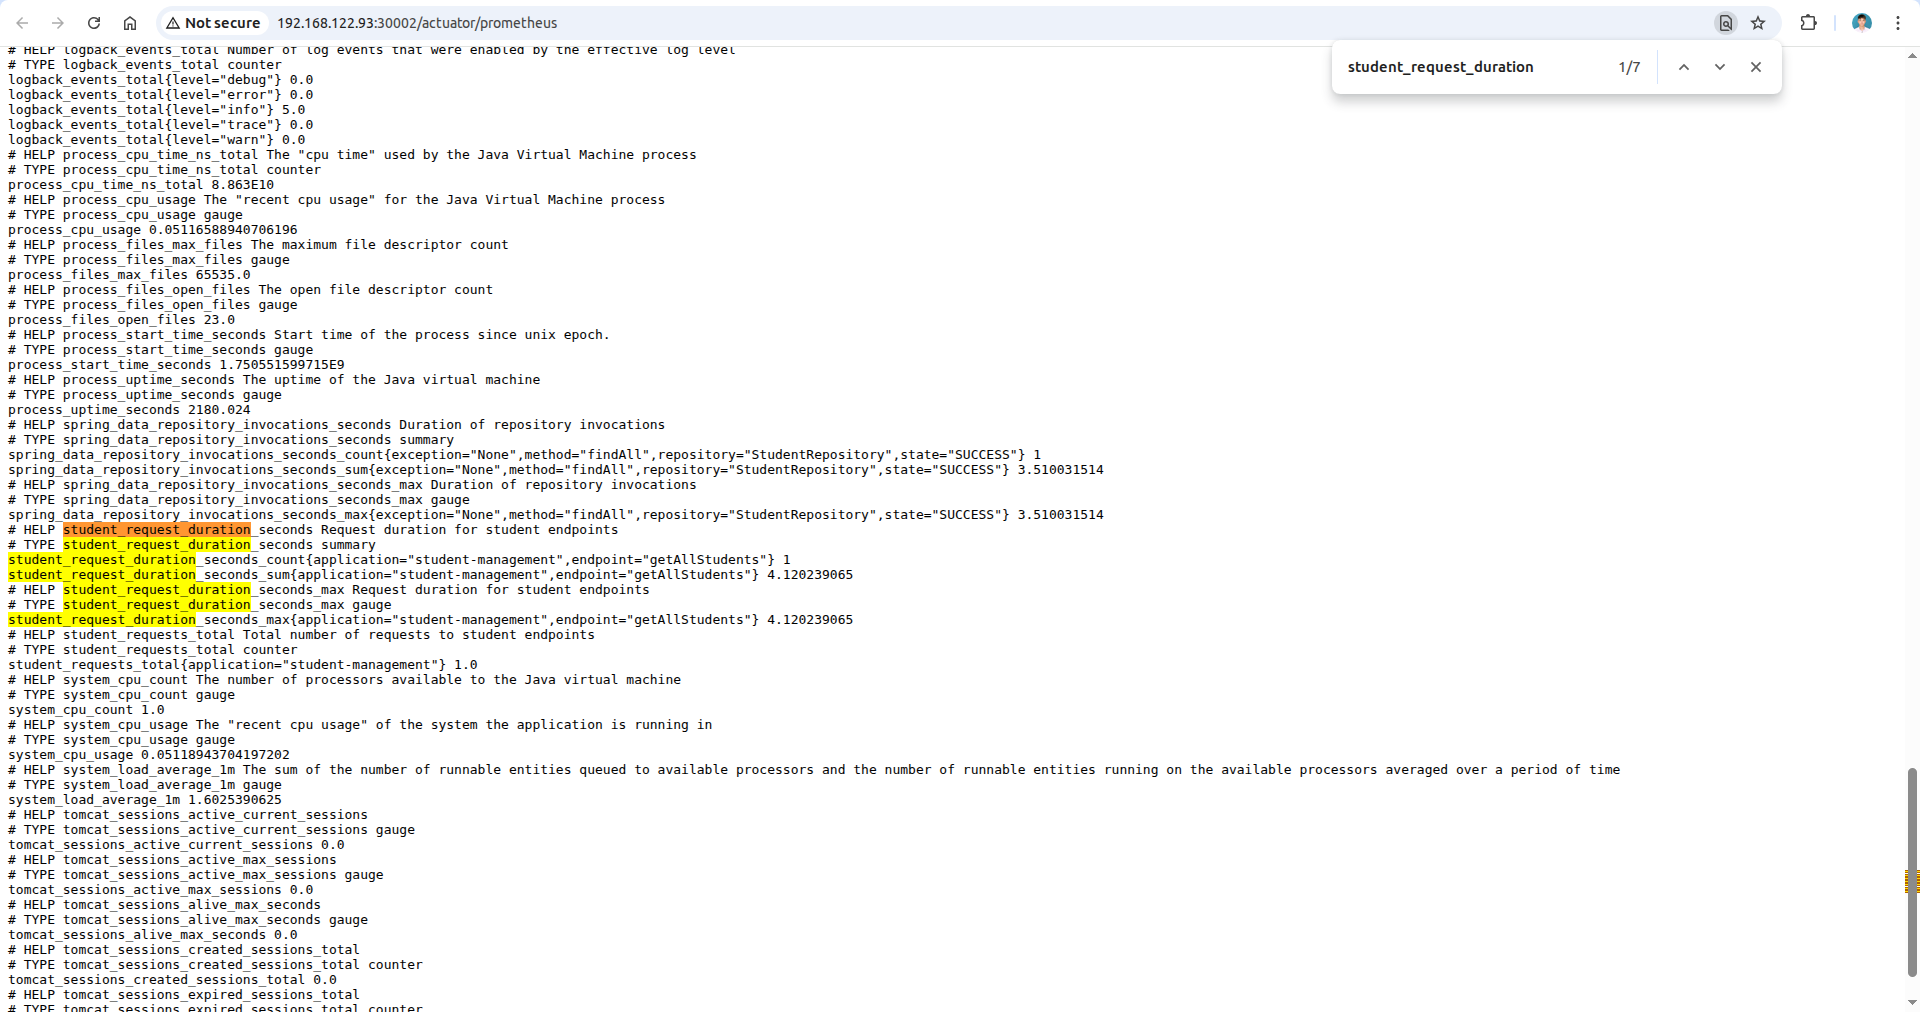 Not secure
192.168.122.93:30002/actuator/prometheus
student_request_duration
1/7
# HELP logback_events_total Number of log events that were enabled by the effective log level
# TYPE logback_events_total counter
logback_events_total{level="debug"} 0.0
logback_events_total{level="error"} 0.0
logback_events_total{level="info"} 5.0
logback_events_total{level="trace"} 0.0
logback_events_total{level="warn"} 0.0
# HELP process_cpu_time_ns_total The "cpu time" used by the Java Virtual Machine process
# TYPE process_cpu_time_ns_total counter
process_cpu_time_ns_total 8.863E10
# HELP process_cpu_usage The "recent cpu usage" for the Java Virtual Machine process
# TYPE process_cpu_usage gauge
process_cpu_usage 0.05116588940706196
# HELP process_files_max_files The maximum file descriptor count
# TYPE process_files_max_files gauge
process_files_max_files 65535.0
# HELP process_files_open_files The open file descriptor count
# TYPE process_files_open_files gauge
process_files_open_files 23.0
# HELP process_start_time_seconds Start time of the process since unix epoch.
# TYPE process_start_time_seconds gauge
process_start_time_seconds 1.750551599715E9
# HELP process_uptime_seconds The uptime of the Java virtual machine
# TYPE process_uptime_seconds gauge
process_uptime_seconds 2180.024
# HELP spring_data_repository_invocations_seconds Duration of repository invocations
# TYPE spring_data_repository_invocations_seconds summary
spring_data_repository_invocations_seconds_count{exception="None",method="findAll",repository="StudentRepository",state="SUCCESS"} 1
spring_data_repository_invocations_seconds_sum{exception="None",method="findAll",repository="StudentRepository",state="SUCCESS"} 3.510031514
# HELP spring_data_repository_invocations_seconds_max Duration of repository invocations
# TYPE spring_data_repository_invocations_seconds_max gauge
spring_data_repository_invocations_seconds_max{exception="None",method="findAll",repository="StudentRepository",state="SUCCESS"} 3.510031514
# HELP student_request_duration_seconds Request duration for student endpoints
# TYPE student_request_duration_seconds summary
student_request_duration_seconds_count{application="student-management",endpoint="getAllStudents"} 1
student_request_duration_seconds_sum{application="student-management",endpoint="getAllStudents"} 4.120239065
# HELP student_request_duration_seconds_max Request duration for student endpoints
# TYPE student_request_duration_seconds_max gauge
student_request_duration_seconds_max{application="student-management",endpoint="getAllStudents"} 4.120239065
# HELP student_requests_total Total number of requests to student endpoints
# TYPE student_requests_total counter
student_requests_total{application="student-management"} 1.0
# HELP system_cpu_count The number of processors available to the Java virtual machine
# TYPE system_cpu_count gauge
system_cpu_count 1.0
# HELP system_cpu_usage The "recent cpu usage" of the system the application is running in
# TYPE system_cpu_usage gauge
system_cpu_usage 0.05118943704197202
# HELP system_load_average_1m The sum of the number of runnable entities queued to available processors and the number of runnable entities running on the available processors averaged over a period of time
# TYPE system_load_average_1m gauge
system_load_average_1m 1.6025390625
# HELP tomcat_sessions_active_current_sessions
# TYPE tomcat_sessions_active_current_sessions gauge
tomcat_sessions_active_current_sessions 0.0
# HELP tomcat_sessions_active_max_sessions
# TYPE tomcat_sessions_active_max_sessions gauge
tomcat_sessions_active_max_sessions 0.0
# HELP tomcat_sessions_alive_max_seconds
# TYPE tomcat_sessions_alive_max_seconds gauge
tomcat_sessions_alive_max_seconds 0.0
# HELP tomcat_sessions_created_sessions_total
# TYPE tomcat_sessions_created_sessions_total counter
tomcat_sessions_created_sessions_total 0.0
# HELP tomcat_sessions_expired_sessions_total
# TYPE tomcat_sessions_expired_sessions_total counter